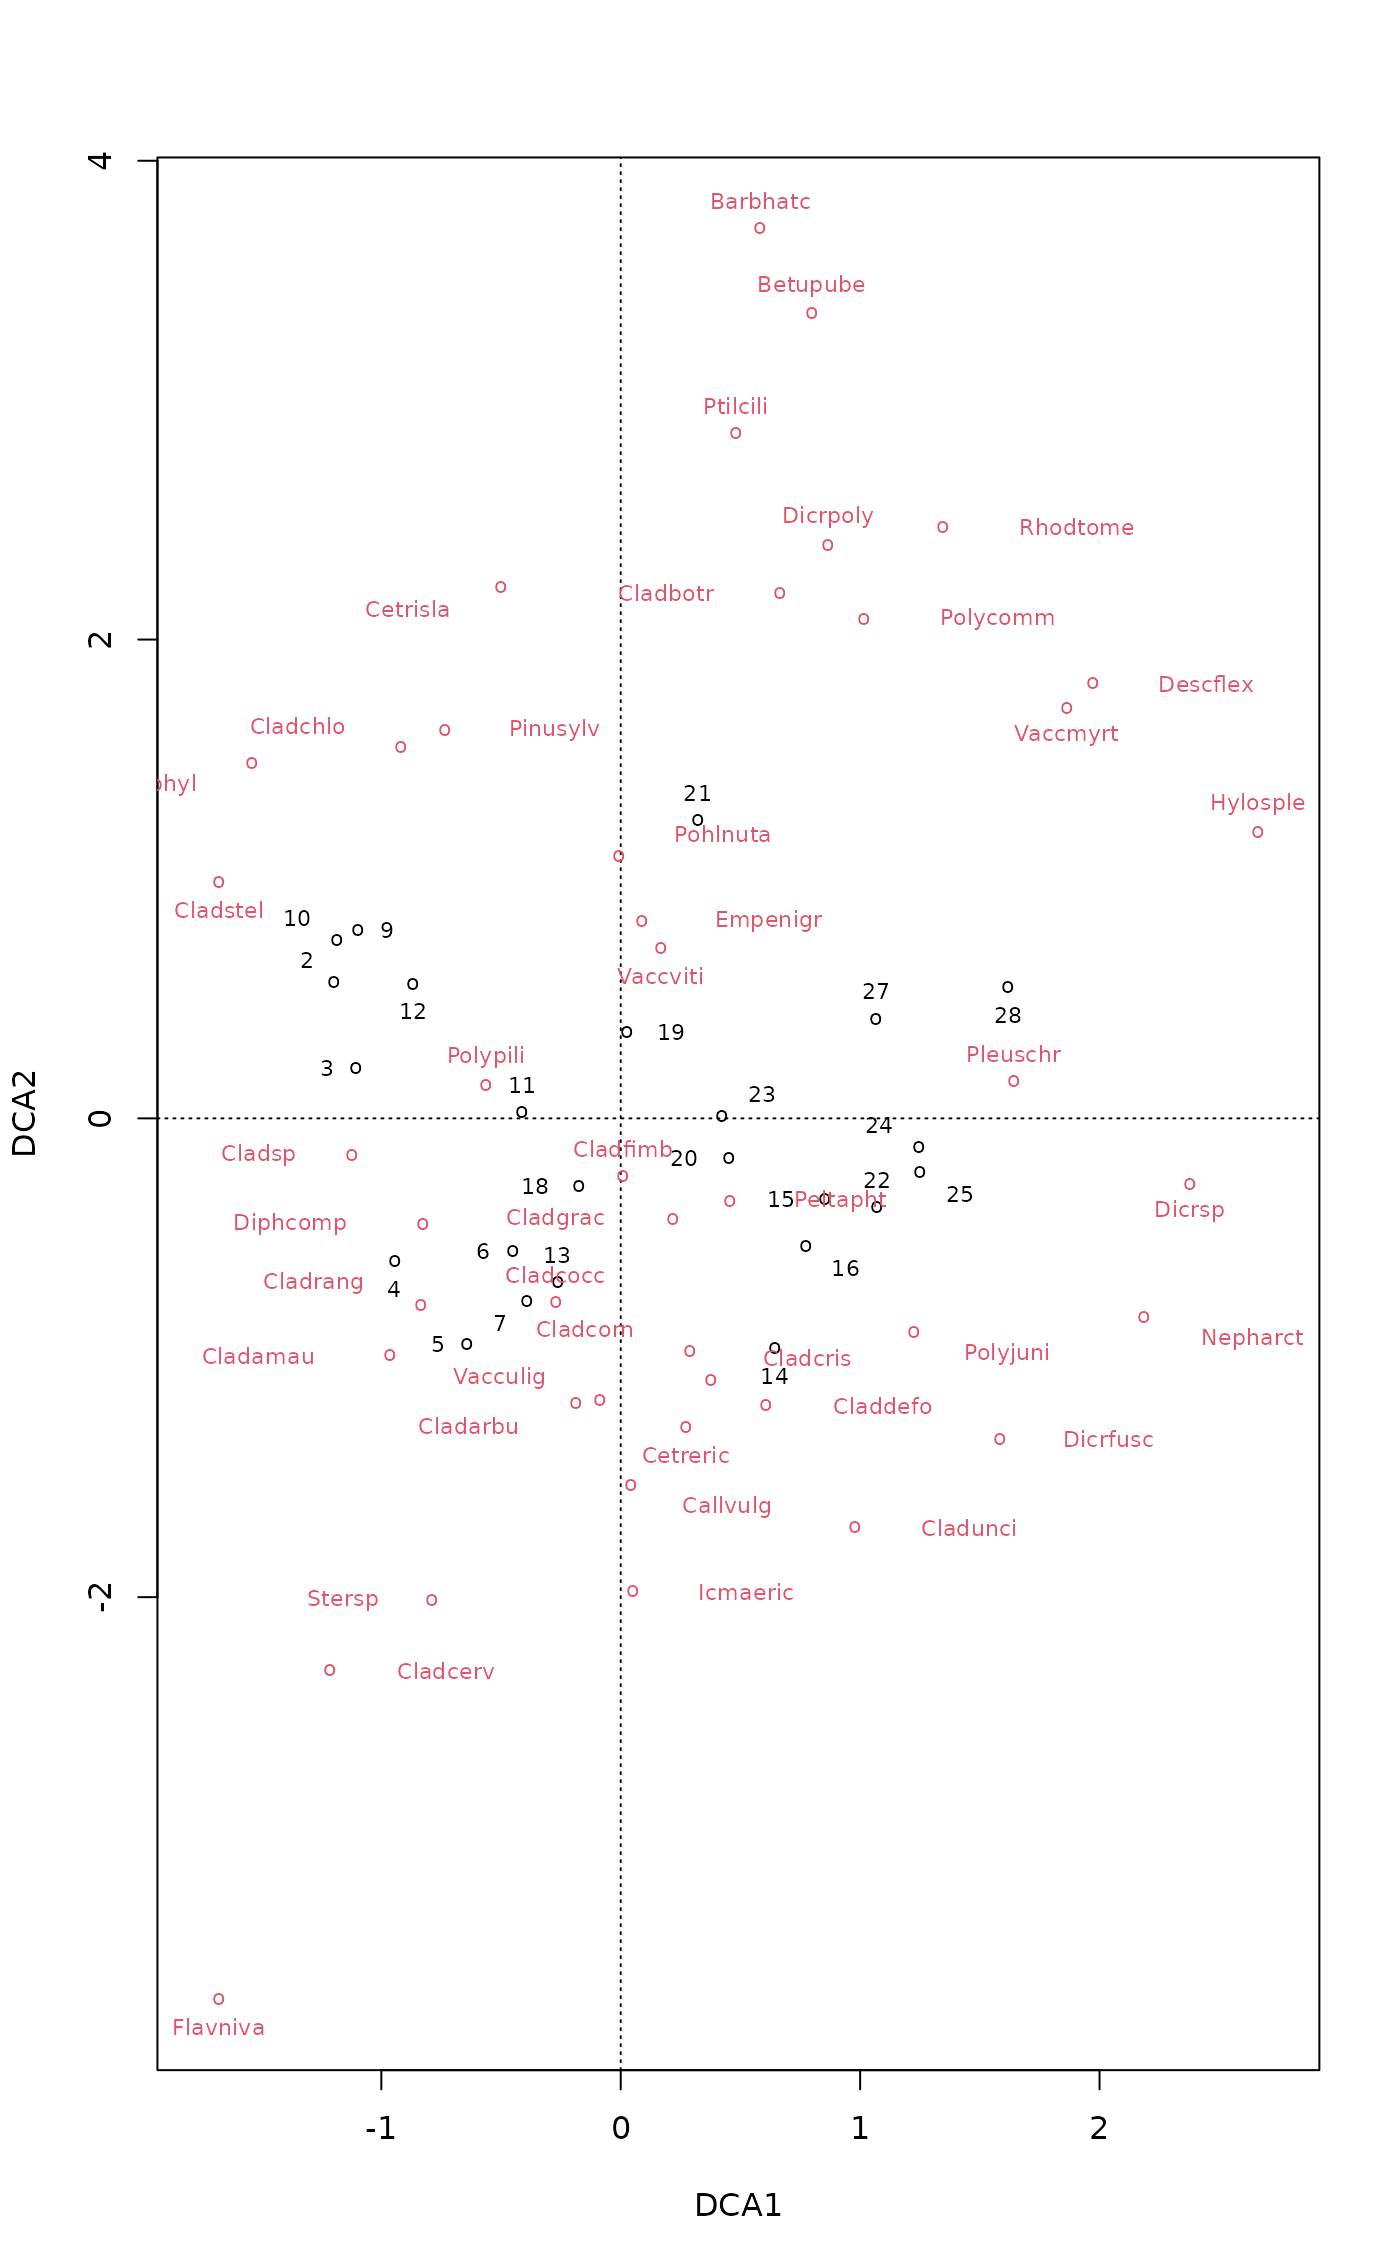 4
Barbhatc
Betupube
Ptilcili
Dicrpoly
Rhodtome
Cladbotr
Cetrisla
Polycomm
2
Descflex
Vaccmyrt
Cladchlo
Pinusylv
phyl
21
Hylosple
Pohlnuta
Cladstel
10
9
Empenigr
2
Vaccviti
12
27
28
19
Polypili
Pleuschr
3
11
23
0
24
Cladfimb
Cladsp
20
18
22
15
Peltapht
25
Dicrsp
Cladgrac
Diphcomp
6
13
16
Cladrang
4
Cladcocc
7
Cladcorn
5
Nepharct
Cladamau
Cladcris
Polyjuni
Vacculig
14
Claddefo
Cladarbu
Dicrfusc
Cetreric
Callvulg
Cladunci
-2
Stersp
Icmaeric
Cladcerv
Flavniva
-1
0
1
2
DCA1
DCA2